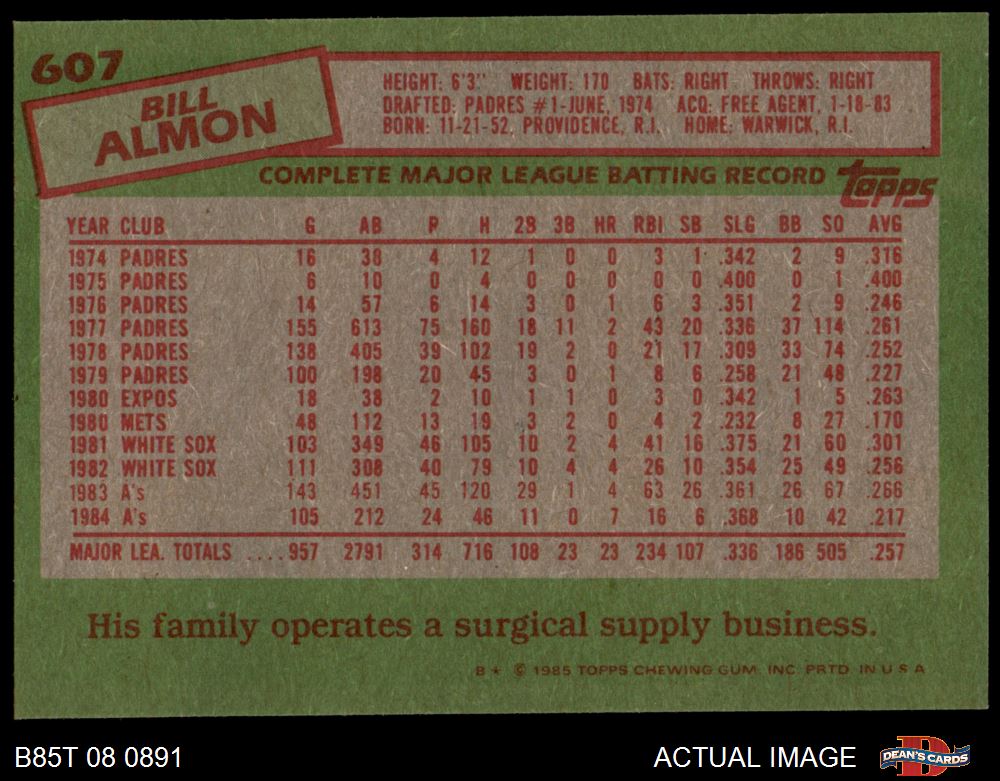 607
BILL
ALMON
HEIGHT: 6'3" WEIGHT: 170 BATS: RIGHT THROWS: RIGHT
DRAFTED: PADRES #1-JUNE, 1974 ACQ: FREE AGENT, 1-18-83
BORN: 11-21-52, PROVIDENCE, R.I. HOME: WARWICK, R.I.
COMPLETE MAJOR LEAGUE BATTING RECORD topps
YEAR CLUB G AB R H 2B 3B HR RBI SB SLG BB SO AVG
1974 PADRES 16 38 4 12 1 0 0 3 1 .342 2 9 .316
1975 PADRES 6 10 0 4 0 0 0 0 0 .400 0 1 .400
1976 PADRES 14 57 6 14 3 0 1 6 3 .351 2 9 .246
1977 PADRES 155 613 75 160 18 11 2 43 20 .336 37 114 .261
1978 PADRES 138 405 39 102 19 2 0 21 17 .309 33 74 .252
1979 PADRES 100 198 20 45 3 0 1 8 6 .258 21 48 .227
1980 EXPOS 18 38 2 10 1 1 0 3 0 .342 1 5 .263
1980 METS 48 112 13 19 3 2 0 4 2 .232 8 27 .170
1981 WHITE SOX 103 349 46 105 10 2 4 41 16 .375 21 60 .301
1982 WHITE SOX 111 308 40 79 10 4 4 26 10 .354 25 49 .256
1983 A's 143 451 45 120 29 1 4 63 26 .361 26 67 .266
1984 A's 105 212 24 46 11 0 7 16 6 .368 10 42 .217
MAJOR LEA. TOTALS ....957 2791 314 716 108 23 23 234 107 .336 186 505 .257
His family operates a surgical supply business.
B★ © 1985 TOPPS CHEWING GUM, INC. PRTD. IN U S A
B85T 08 0891 ACTUAL IMAGE DEAN'S CARDS